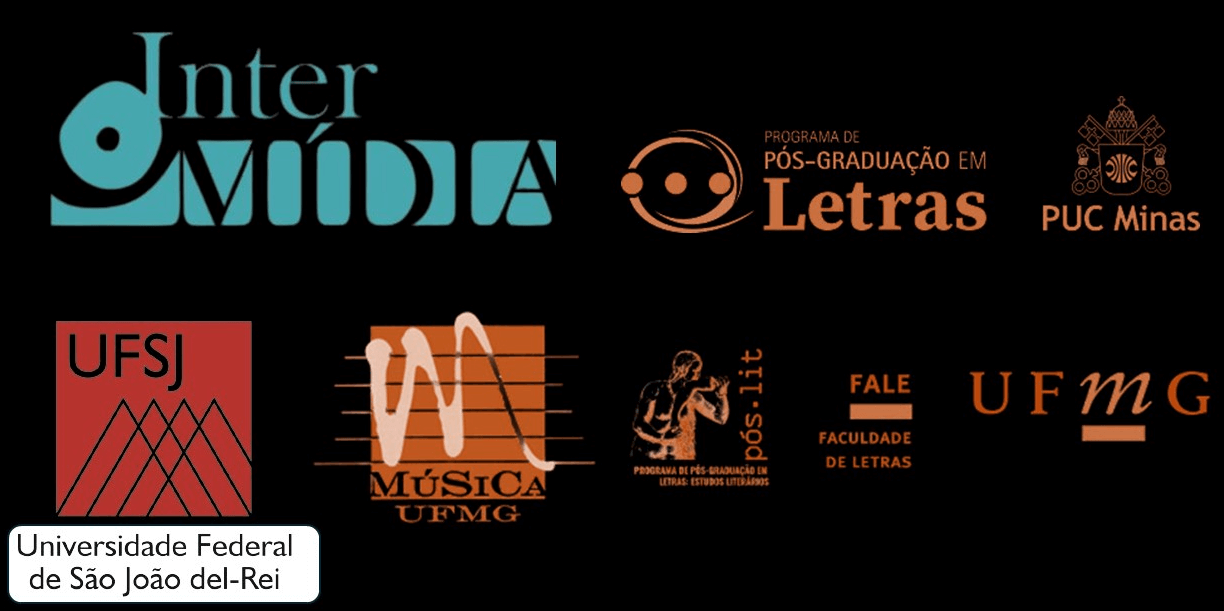 Inter
MÍDIA
PROGRAMA DE
PÓS-GRADUAÇÃO EM
Letras
PUC Minas
UFSJ
Universidade Federal
de São João del-Rei
MÚSICA
UFMG
pós.lit
PROGRAMA DE PÓS-GRADUAÇÃO EM
LETRAS: ESTUDOS LITERÁRIOS
FALE
FACULDADE
DE LETRAS
UFmG